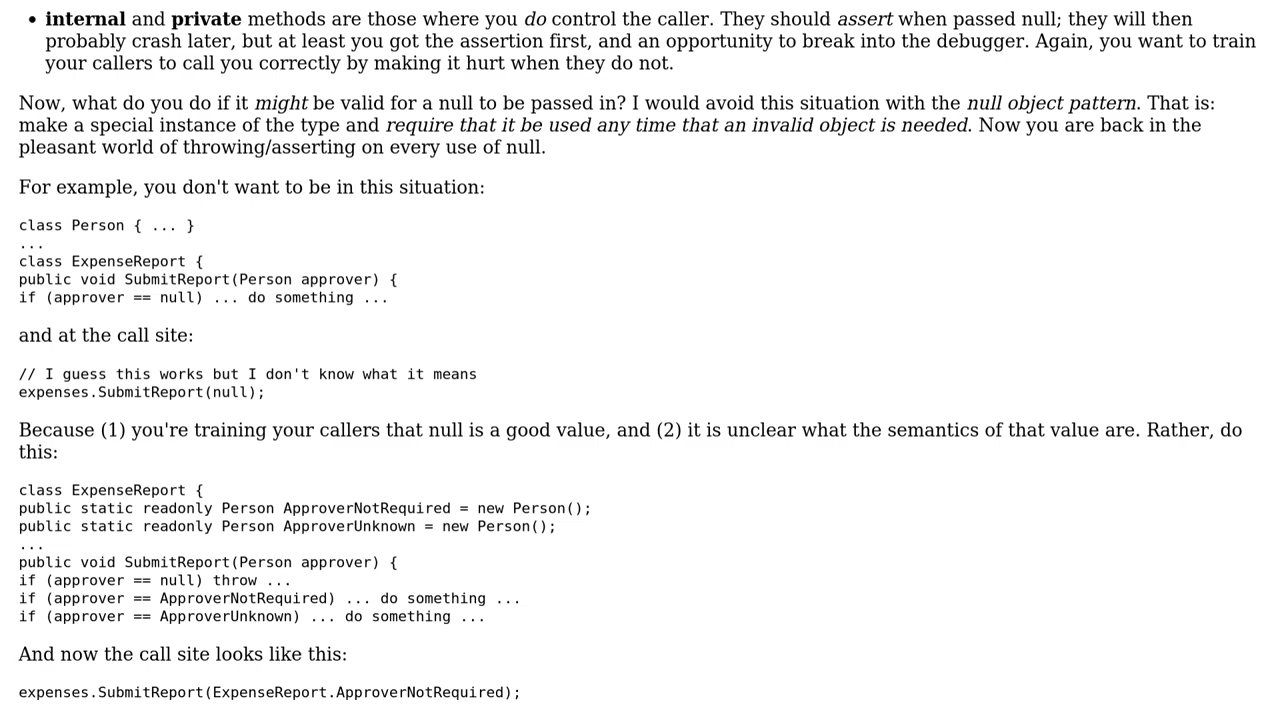 • internal and private methods are those where you do control the caller. They should assert when passed null; they will then
probably crash later, but at least you got the assertion first, and an opportunity to break into the debugger. Again, you want to train
your callers to call you correctly by making it hurt when they do not.
Now, what do you do if it might be valid for a null to be passed in? I would avoid this situation with the null object pattern. That is:
make a special instance of the type and require that it be used any time that an invalid object is needed. Now you are back in the
pleasant world of throwing/asserting on every use of null.
For example, you don't want to be in this situation:
class Person { ... }
...
class ExpenseReport {
public void SubmitReport(Person approver) {
if (approver == null) ... do something ...
and at the call site:
// I guess this works but I don't know what it means
expenses.SubmitReport(null);
Because (1) you're training your callers that null is a good value, and (2) it is unclear what the semantics of that value are. Rather, do
this:
class ExpenseReport {
public static readonly Person ApproverNotRequired = new Person();
public static readonly Person ApproverUnknown = new Person();
...
public void SubmitReport(Person approver) {
if (approver == null) throw ...
if (approver == ApproverNotRequired) ... do something ...
if (approver == ApproverUnknown) ... do something ...
And now the call site looks like this:
expenses.SubmitReport(ExpenseReport.ApproverNotRequired);